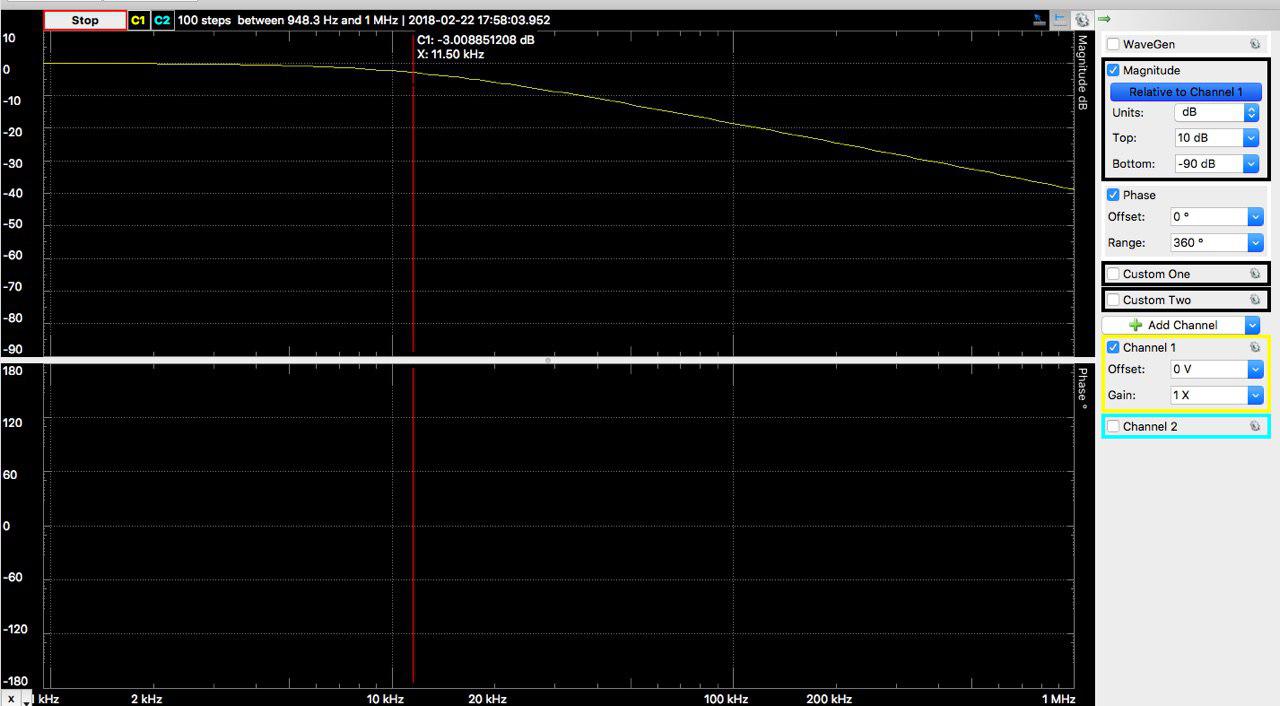 Stop C1 C2 100 steps between 948.3 Hz and 1 MHz | 2018-02-22 17:58:03.952
C1: -3.008851208 dB
X: 11.50 kHz
10
0
-10
-20
-30
-40
-50
-60
-70
-80
-90
Magnitude dB
180
120
60
0
-60
-120
-180
Phase °
X
1 kHz 2 kHz 10 kHz 20 kHz 100 kHz 200 kHz 1 MHz
WaveGen
Magnitude
Relative to Channel 1
Units: dB
Top: 10 dB
Bottom: -90 dB
Phase
Offset: 0 °
Range: 360 °
Custom One
Custom Two
Add Channel
Channel 1
Offset: 0 V
Gain: 1 X
Channel 2